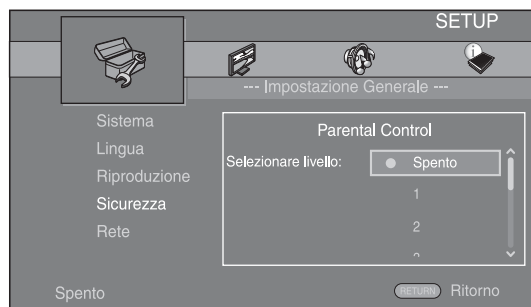 SETUP
--- Impostazione Generale ---
Sistema
Lingua
Riproduzione
Sicurezza
Rete
Parental Control
Selezionare livello:
Spento
1
2
Spento
RETURN Ritorno